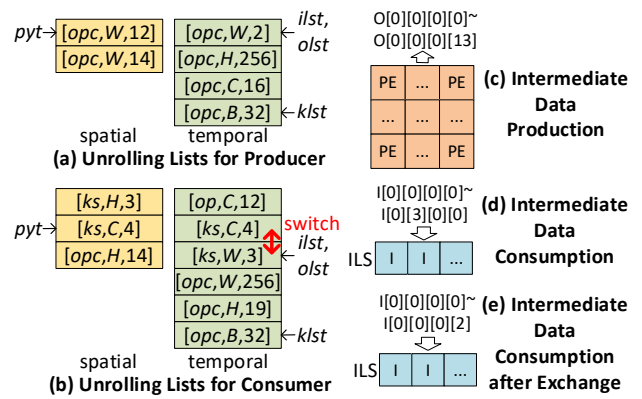 pyt
[opc,W,12]
[opc,W,14]
spatial
[opc,W,2]
[opc,H,256]
[opc,C,16]
[opc,B,32]
temporal
ilst,
olst
klst
(a) Unrolling Lists for Producer
O[0][0][0][0]~
O[0][0][0][13]
PE ... PE
... ... ...
PE ... PE
(c) Intermediate
Data
Production
[ks,H,3]
[ks,C,4]
[opc,H,14]
pyt
spatial
[op,C,12]
[ks,C,4]
[ks,W,3]
[opc,W,256]
[opc,H,19]
[opc,B,32]
temporal
switch
ilst,
olst
klst
(b) Unrolling Lists for Consumer
I[0][0][0][0]~
I[0][3][0][0]
ILS I I ...
(d) Intermediate
Data
Consumption
I[0][0][0][0]~
I[0][0][0][2]
ILS I I ...
(e) Intermediate
Data
Consumption
after Exchange